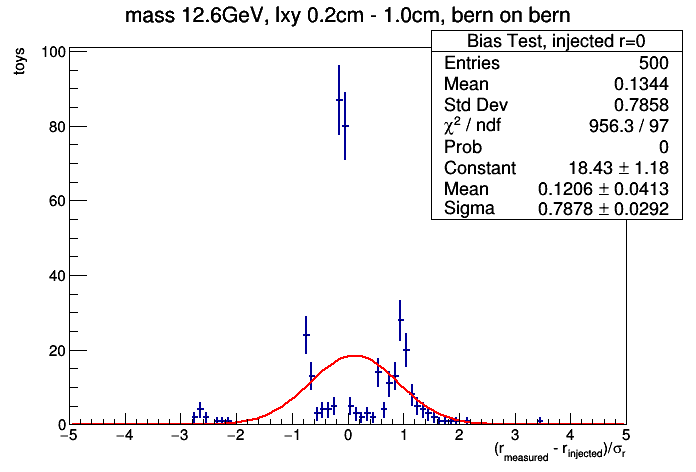 mass 12.6GeV, lxy 0.2cm - 1.0cm, bern on bern
toys
Bias Test, injected r=0
Entries 500
Mean 0.1344
Std Dev 0.7858
χ² / ndf 956.3 / 97
Prob 0
Constant 18.43 ± 1.18
Mean 0.1206 ± 0.0413
Sigma 0.7878 ± 0.0292
100
80
60
40
20
0
−5 −4 −3 −2 −1 0 1 2 3 4 5
(r_measured - r_injected)/σ_r